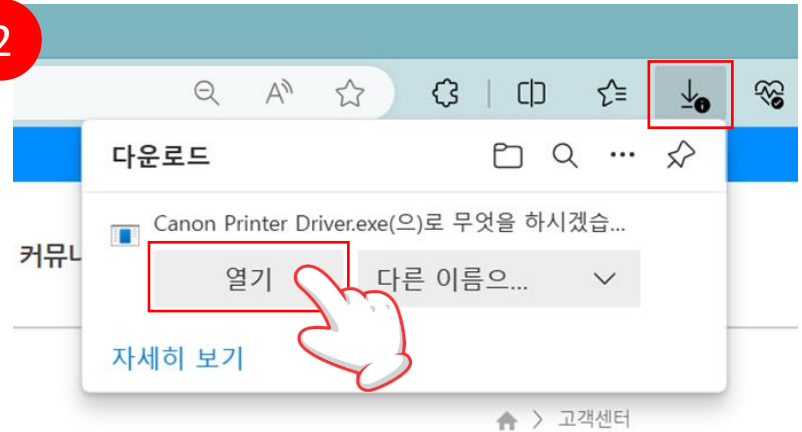 2
A
다운로드
Canon Printer Driver.exe(으)로 무엇을 하시겠습...
커뮤니
열기
다른 이름으...
자세히 보기
> 고객센터